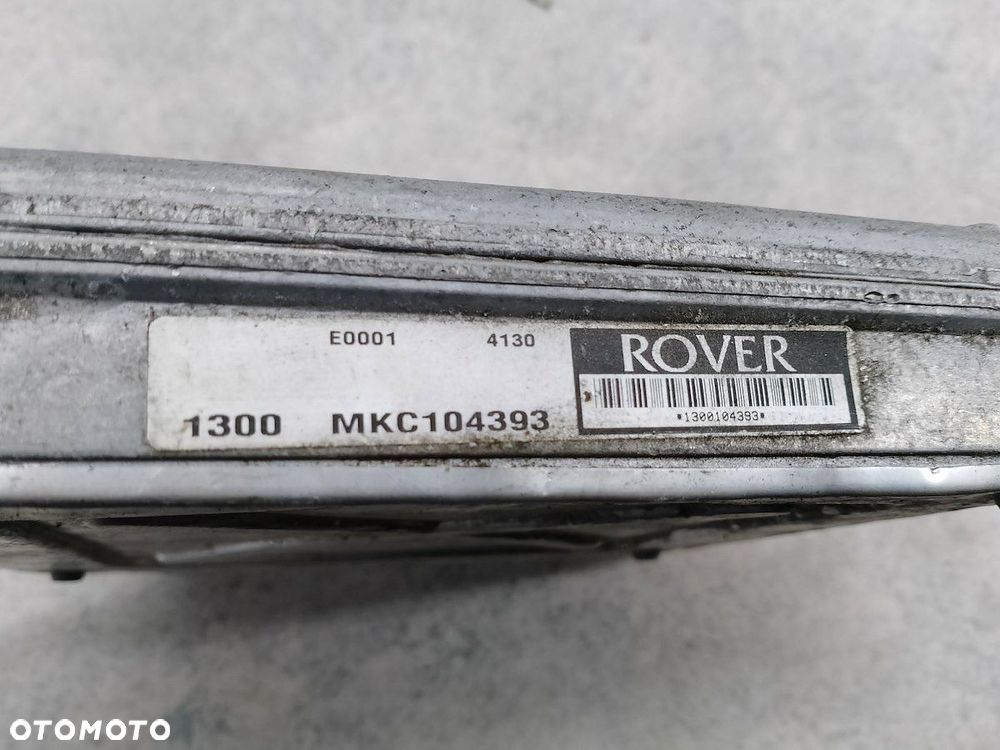 E0001 4130 ROVER
*1300104393*
1300 MKC104393
OTOMOTO